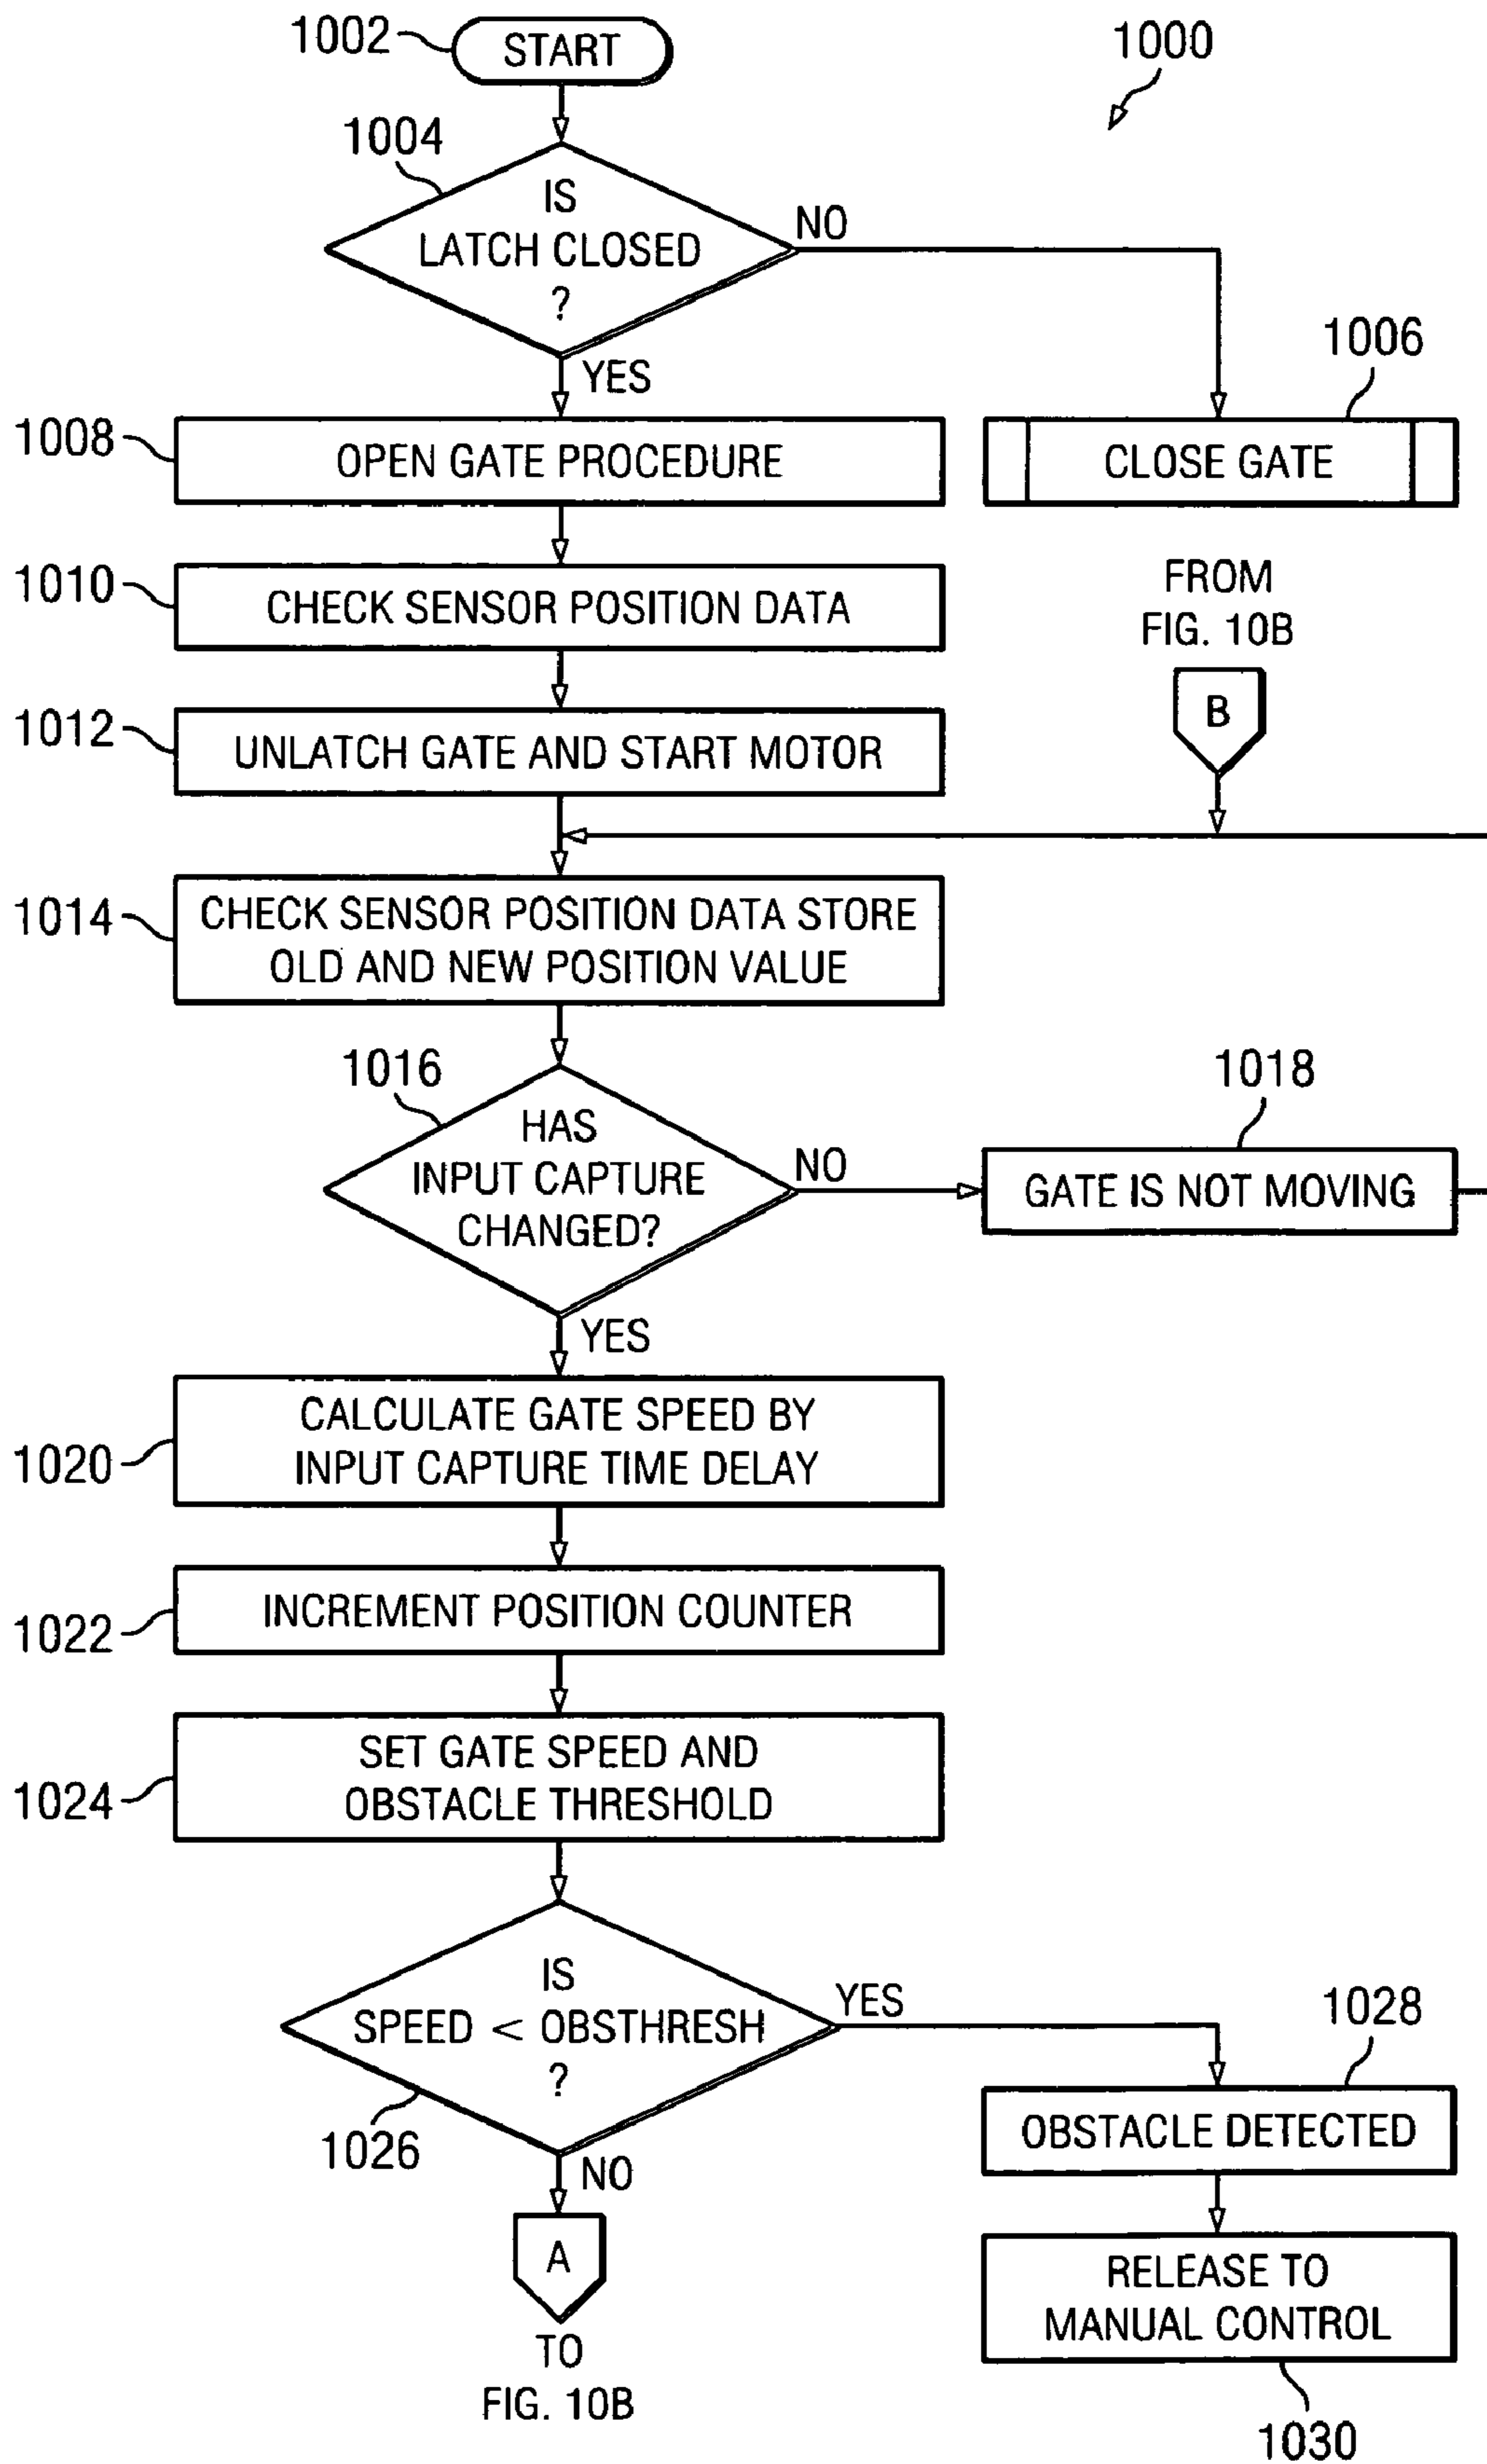 1002
START
1000
1004
IS
LATCH CLOSED
?
NO
YES
1006
1008
OPEN GATE PROCEDURE
CLOSE GATE
1010
CHECK SENSOR POSITION DATA
FROM
FIG. 10B
B
1012
UNLATCH GATE AND START MOTOR
1014
CHECK SENSOR POSITION DATA STORE
OLD AND NEW POSITION VALUE
1016
HAS
INPUT CAPTURE
CHANGED?
NO
1018
GATE IS NOT MOVING
YES
1020
CALCULATE GATE SPEED BY
INPUT CAPTURE TIME DELAY
1022
INCREMENT POSITION COUNTER
1024
SET GATE SPEED AND
OBSTACLE THRESHOLD
IS
SPEED < OBSTHRESH
?
YES
1026
NO
1028
OBSTACLE DETECTED
A
TO
FIG. 10B
RELEASE TO
MANUAL CONTROL
1030